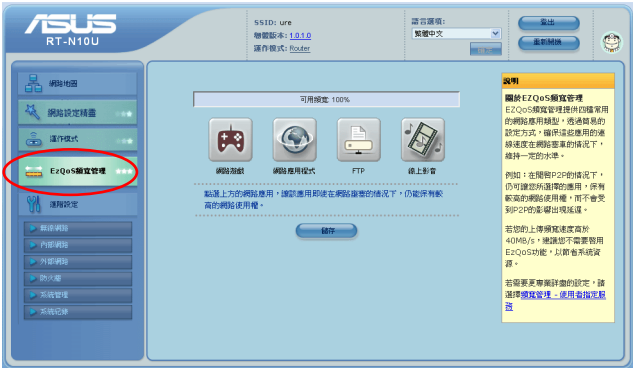 ASUS
RT-N10U
SSID: ure
韌體版本: 1.0.1.0
運作模式: Router
語言選項:
繁體中文
登出
重新開機
網路地圖
網路設定精靈
運作模式
EzQoS頻寬管理
進階設定
無線網路
內部網路
外部網路
防火牆
系統管理
系統記錄
可用頻寬: 100%
網路遊戲
網路應用程式
FTP
線上影音
點選上方的網路應用，讓該應用即使在網路擁塞的情況下，仍能保有較
高的網路使用權。
儲存
說明
關於EZQoS頻寬管理
EZQoS頻寬管理提供四種常用
的網路應用類型，透過簡易的
設定方式，確保這些應用的連
線速度在網路壅塞的情況下，
維持一定的水準。
例如：在開啟P2P的情況下，
仍可讓您所選擇的應用，保有
較高的網路使用權，而不會受
到P2P的影響出現延遲。
若您的上傳頻寬速度高於
40MB/s，建議您不需要啟用
EzQoS功能，以節省系統資
源。
若需要更專業詳盡的設定，請
選擇頻寬管理 - 使用者指定服
務